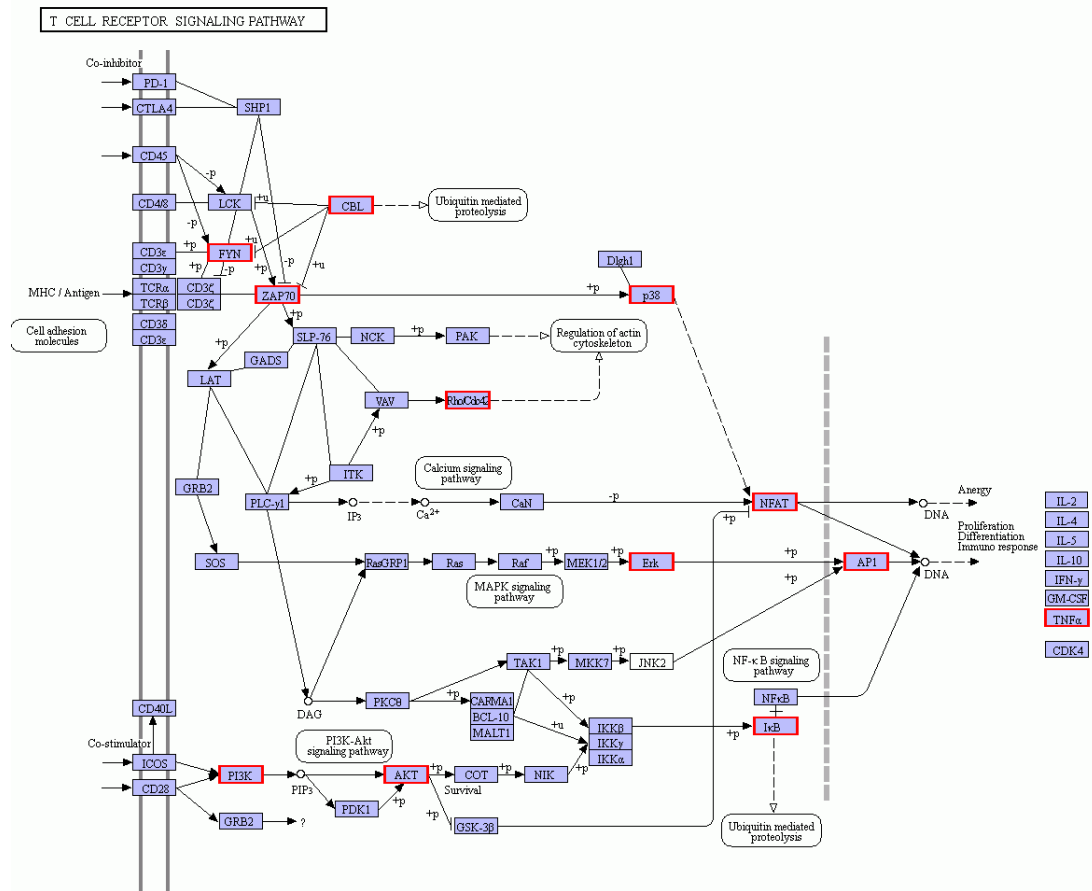 T CELL RECEPTOR SIGNALING PATHWAY
Co-inhibitor
PD-1
CTLA4
SHP1
CD45
-p
CD4/8
LCK
+u
CBL
Ubiquitin mediated
proteolysis
-p
+p
FYN
+u
CD3ε
CD3γ
+p
-p
+p
-p
+u
Dlgh1
MHC / Antigen
TCRα
TCRβ
CD3ζ
CD3ζ
ZAP70
+p
p38
Cell adhesion
molecules
CD3δ
CD3ε
+p
+p
SLP-76
NCK
+p
PAK
Regulation of actin
cytoskeleton
GADS
LAT
VAV
Rho/Cdc42
+p
ITK
GRB2
+p
PLC-γ1
IP3
Ca2+
Calcium signaling
pathway
CaN
-p
+p
NFAT
DNA
Anergy
Proliferation
Differentiation
Immuno response
SOS
RasGRP1
Ras
Raf
+p
MEK1/2
+p
Erk
+p
+p
AP1
DNA
MAPK signaling
pathway
IL-2
IL-4
IL-5
IL-10
IFN-γ
GM-CSF
TNFα
CDK4
DAG
PKCθ
+p
TAK1
+p
MKK7
+p
JNK2
CARMA1
BCL-10
MALT1
+p
+u
IKKβ
IKKγ
IKKα
+p
NF-κB signaling
pathway
NFκB
IκB
Ubiquitin mediated
proteolysis
CD40L
Co-stimulator
ICOS
CD28
PI3K
PIP3
PI3K-Akt
signaling pathway
PDK1
+p
AKT
+p
COT
+p
NIK
+p
Survival
+p
GSK-3β
GRB2
?